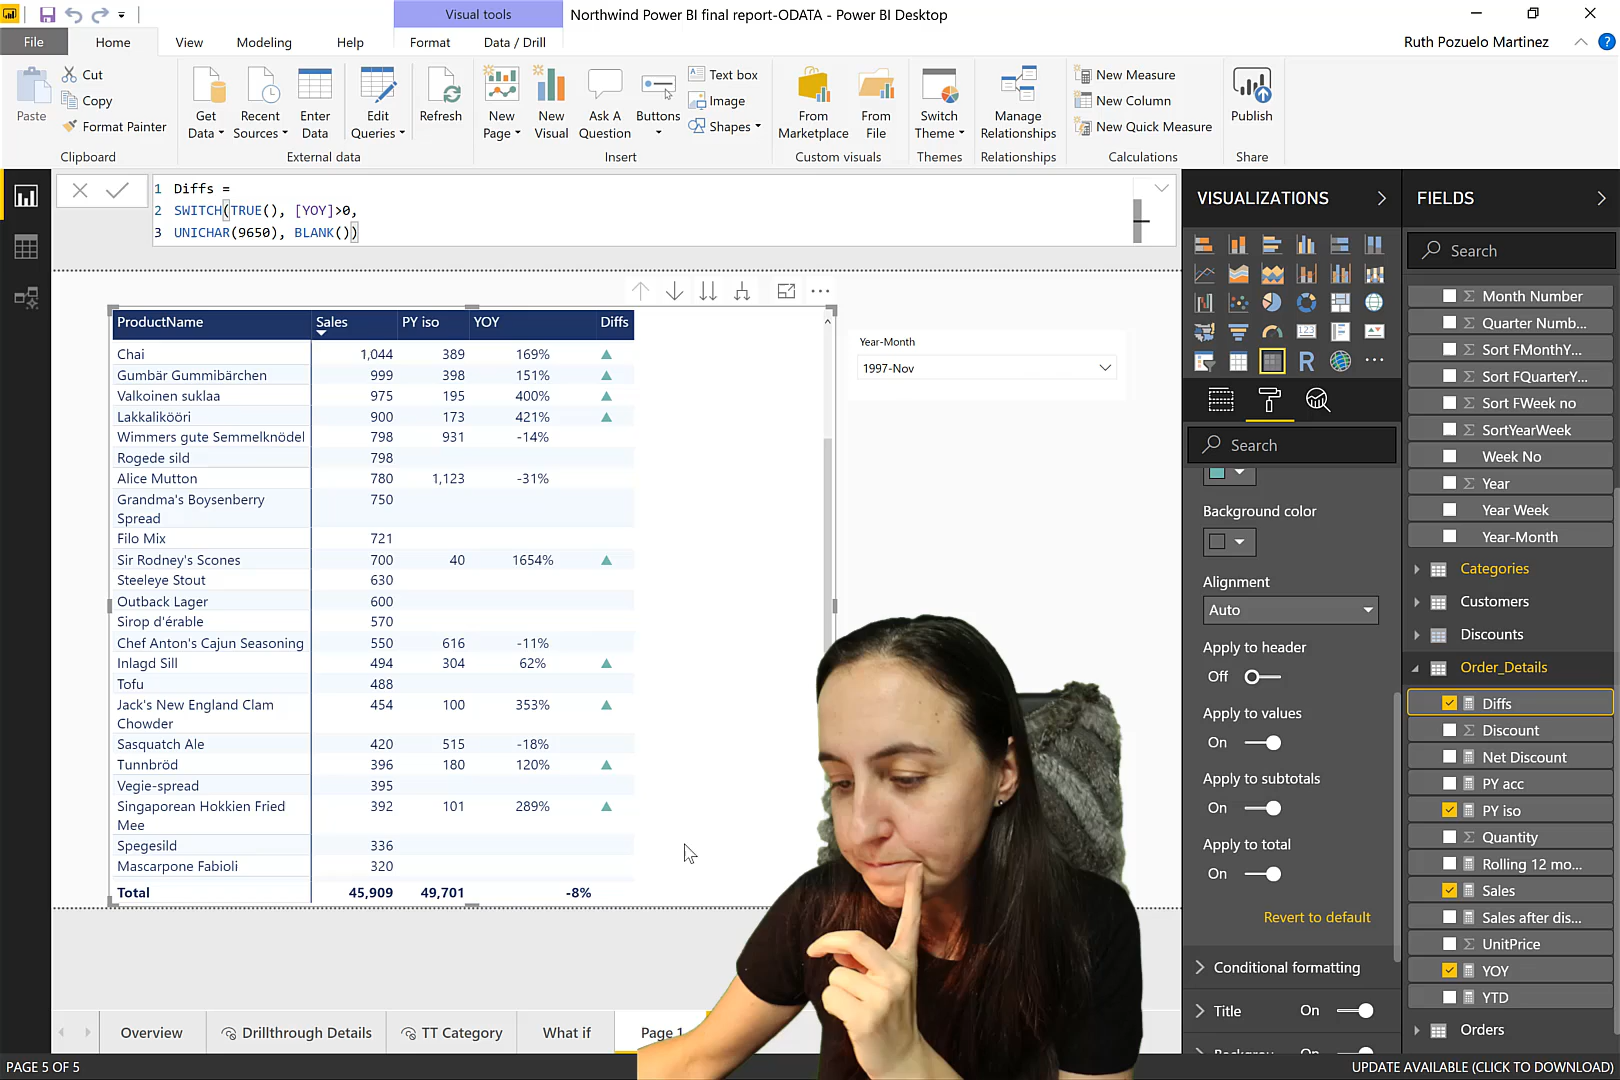 Visual tools
Northwind Power BI final report-ODATA - Power BI Desktop
File
Home
View
Modeling
Help
Format
Data / Drill
Ruth Pozuelo Martinez
?
Paste
Cut
Copy
Format Painter
Clipboard
Get Data
Recent Sources
Enter Data
Edit Queries
Refresh
External data
New Page
New Visual
Ask A Question
Buttons
Text box
Image
Shapes
Insert
From Marketplace
From File
Custom visuals
Switch Theme
Themes
Manage Relationships
Relationships
New Measure
New Column
New Quick Measure
Calculations
Publish
Share
1 Diffs =
2 SWITCH(TRUE(), [YOY]>0,
3 UNICHAR(9650), BLANK())
ProductName Sales PY iso YOY Diffs
Chai 1,044 389 169% ▲
Gumbär Gummibärchen 999 398 151% ▲
Valkoinen suklaa 975 195 400% ▲
Lakkalikööri 900 173 421% ▲
Wimmers gute Semmelknödel 798 931 -14%
Rogede sild 798
Alice Mutton 780 1,123 -31%
Grandma's Boysenberry 750
Spread
Filo Mix 721
Sir Rodney's Scones 700 40 1654% ▲
Steeleye Stout 630
Outback Lager 600
Sirop d'érable 570
Chef Anton's Cajun Seasoning 550 616 -11%
Inlagd Sill 494 304 62% ▲
Tofu 488
Jack's New England Clam 454 100 353% ▲
Chowder
Sasquatch Ale 420 515 -18%
Tunnbröd 396 180 120% ▲
Vegie-spread 395
Singaporean Hokkien Fried 392 101 289% ▲
Mee
Spegesild 336
Mascarpone Fabioli 320
Total 45,909 49,701 -8%
Year-Month
1997-Nov
VISUALIZATIONS
R
Search
Background color
Alignment
Auto
Apply to header
Off
Apply to values
On
Apply to subtotals
On
Apply to total
On
Revert to default
Conditional formatting
Title On
FIELDS
Search
Month Number
Quarter Numb...
Sort FMonthY...
Sort FQuarterY...
Sort FWeek no
SortYearWeek
Week No
Year
Year Week
Year-Month
Categories
Customers
Discounts
Order_Details
Diffs
Discount
Net Discount
PY acc
PY iso
Quantity
Rolling 12 mo...
Sales
Sales after dis...
UnitPrice
YOY
YTD
Orders
Overview
Drillthrough Details
TT Category
What if
Page 1
PAGE 5 OF 5
UPDATE AVAILABLE (CLICK TO DOWNLOAD)